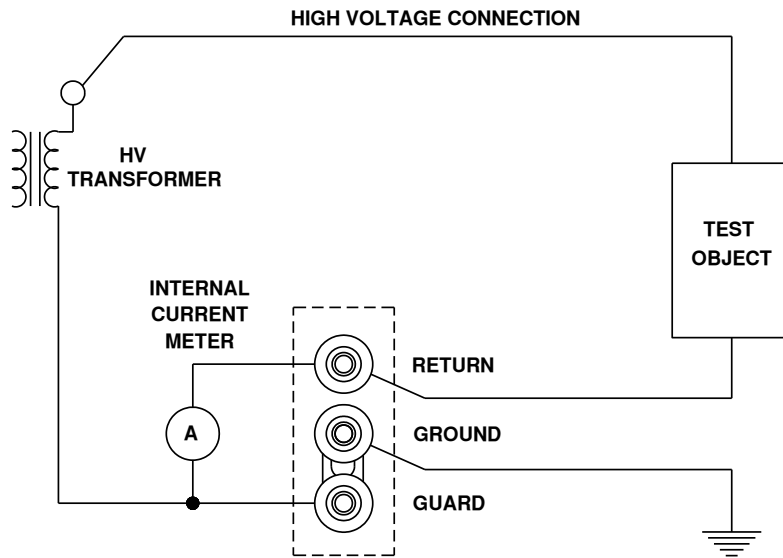 HIGH VOLTAGE CONNECTION
HV
TRANSFORMER
TEST
OBJECT
INTERNAL
CURRENT
METER
RETURN
A
GROUND
GUARD